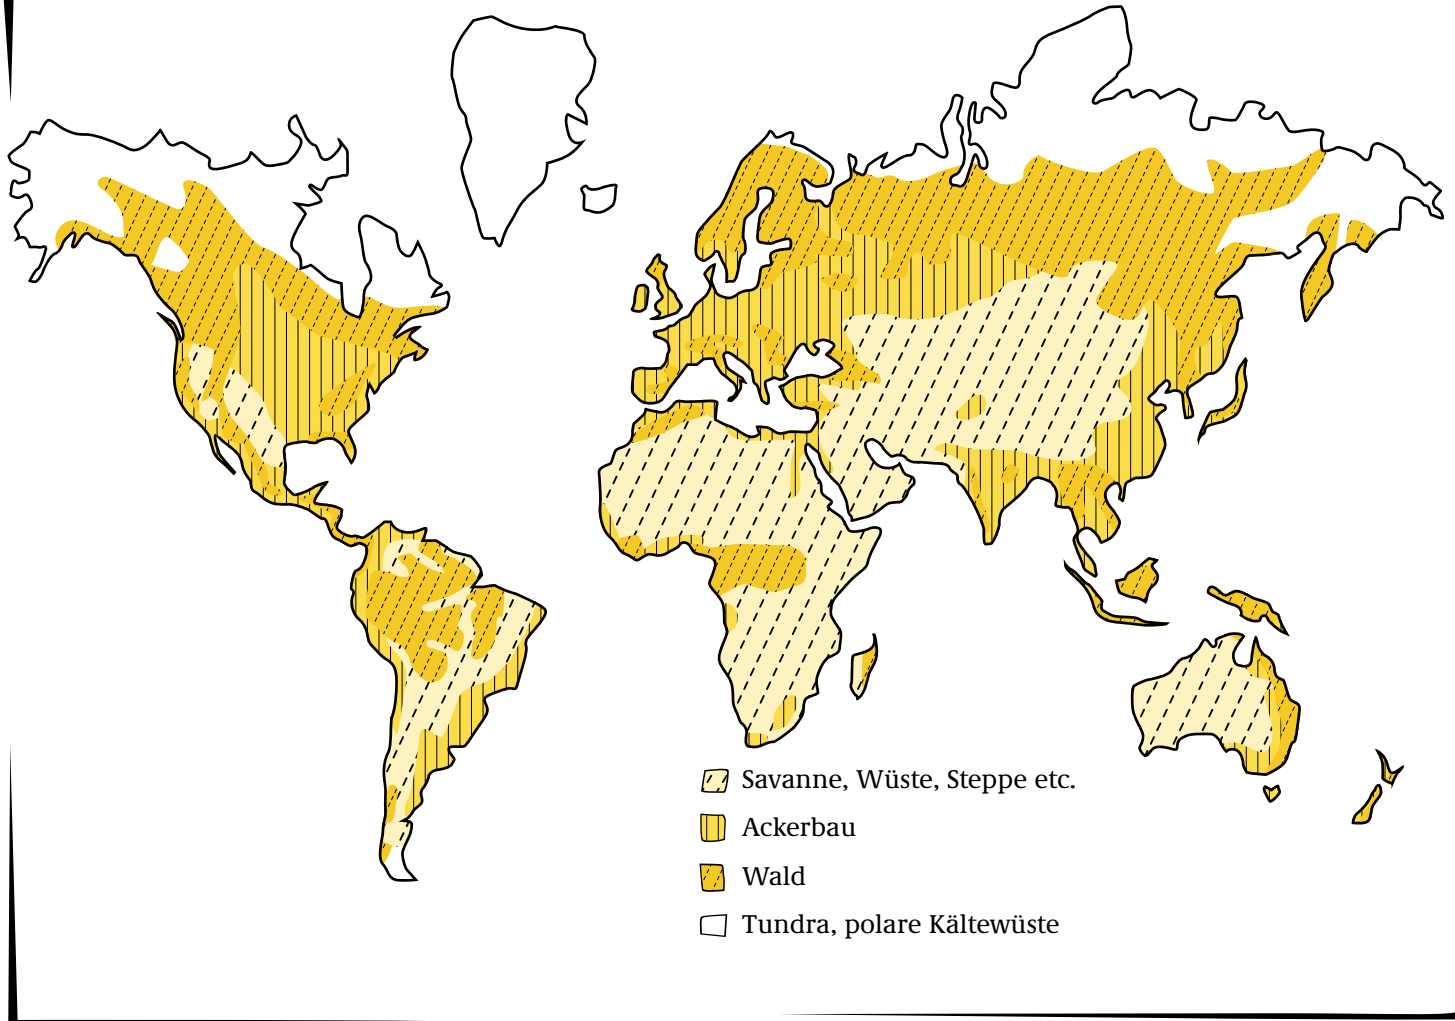 Savanne, Wüste, Steppe etc.
Ackerbau
Wald
Tundra, polare Kältewüste